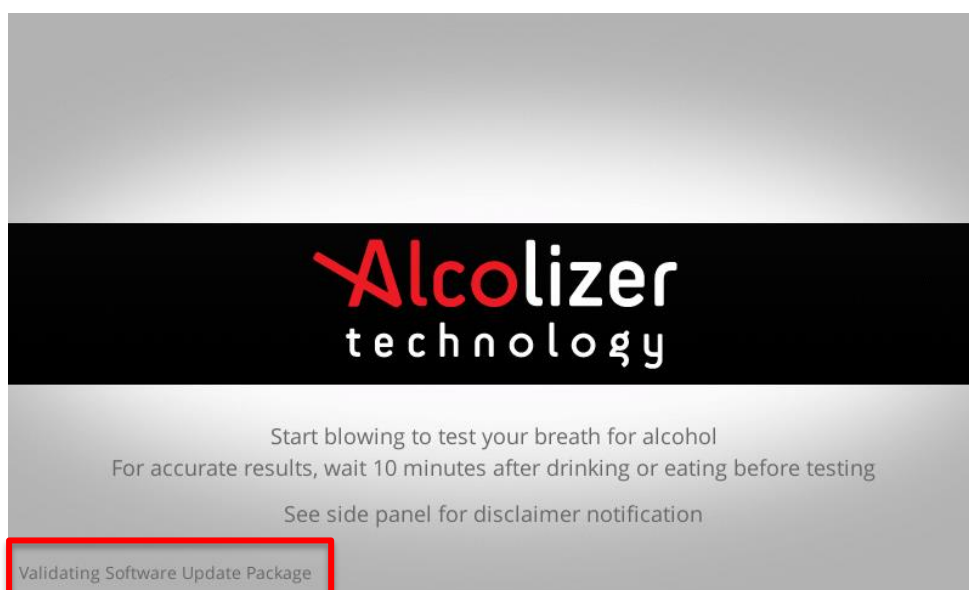 Alcolizer
technology
Start blowing to test your breath for alcohol
For accurate results, wait 10 minutes after drinking or eating before testing
See side panel for disclaimer notification
Validating Software Update Package